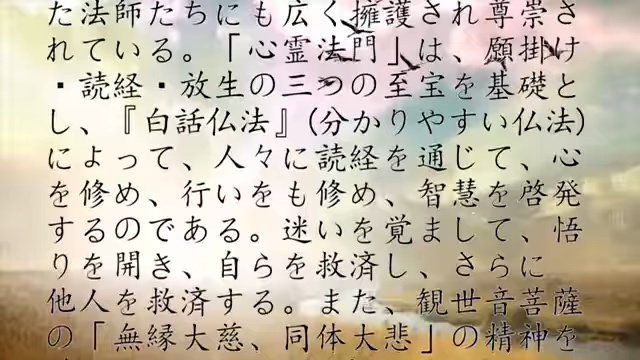 た法師たちにも広く擁護され尊崇さ
れている。「心霊法門」は、願掛け
・読経・放生の三つの至宝を基礎と
し、『白話仏法』(分かりやすい仏法)
によって、人々に読経を通じて、心
を修め、行いをも修め、智慧を啓発
するのである。迷いを覚まして、悟
りを開き、自らを救済し、さらに
他人を救済する。また、観世音菩薩
の「無縁大慈、同体大悲」の精神を